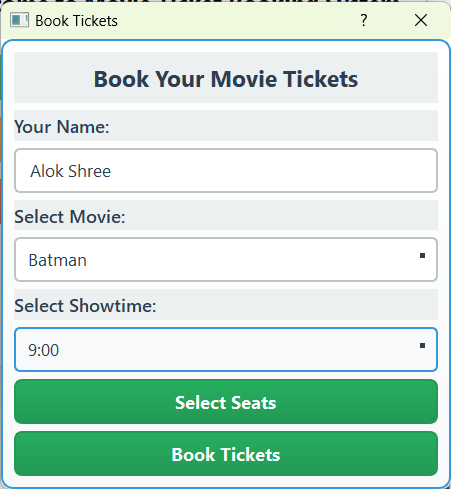 Book Tickets
?
Book Your Movie Tickets
Your Name:
Alok Shree
Select Movie:
Batman
Select Showtime:
9:00
Select Seats
Book Tickets